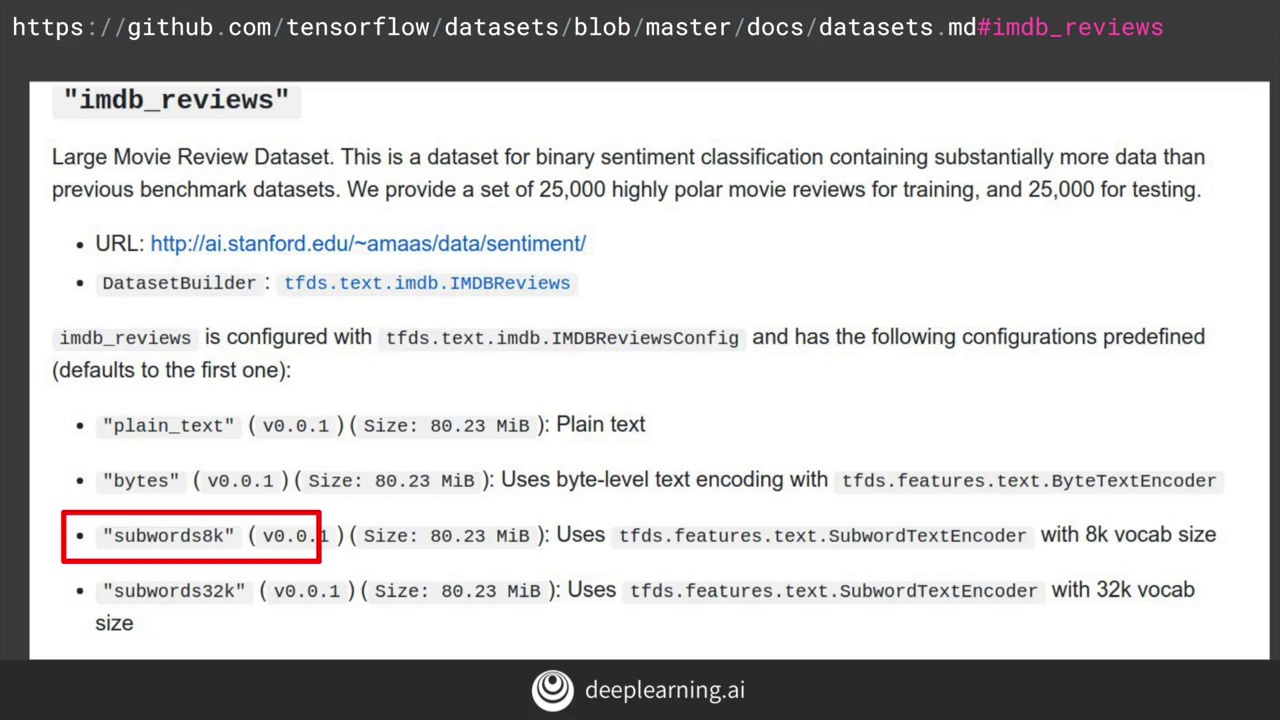 https://github.com/tensorflow/datasets/blob/master/docs/datasets.md#imdb_reviews
"imdb_reviews"
Large Movie Review Dataset. This is a dataset for binary sentiment classification containing substantially more data than
previous benchmark datasets. We provide a set of 25,000 highly polar movie reviews for training, and 25,000 for testing.
• URL: http://ai.stanford.edu/~amaas/data/sentiment/
• DatasetBuilder : tfds.text.imdb.IMDBReviews
imdb_reviews is configured with tfds.text.imdb.IMDBReviewsConfig and has the following configurations predefined
(defaults to the first one):
• "plain_text" ( v0.0.1 )( Size: 80.23 MiB ): Plain text
• "bytes" ( v0.0.1 )( Size: 80.23 MiB ): Uses byte-level text encoding with tfds.features.text.ByteTextEncoder
• "subwords8k" ( v0.0.1 )( Size: 80.23 MiB ): Uses tfds.features.text.SubwordTextEncoder with 8k vocab size
• "subwords32k" ( v0.0.1 )( Size: 80.23 MiB ): Uses tfds.features.text.SubwordTextEncoder with 32k vocab
size
deeplearning.ai